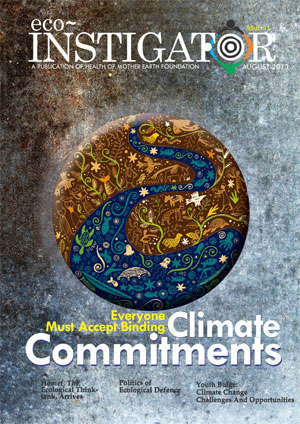 eco~
INSTIGATOR
A PUBLICATION OF HEALTH OF MOTHER EARTH FOUNDATION
AUGUST 2013
Everyone
Must Accept Binding
Climate
Commitments
Homef, The
Ecological Think-
tank, Arrives
Politics of
Ecological Defence
Youth Bulge:
Climate Change
Challenges And Opportunities